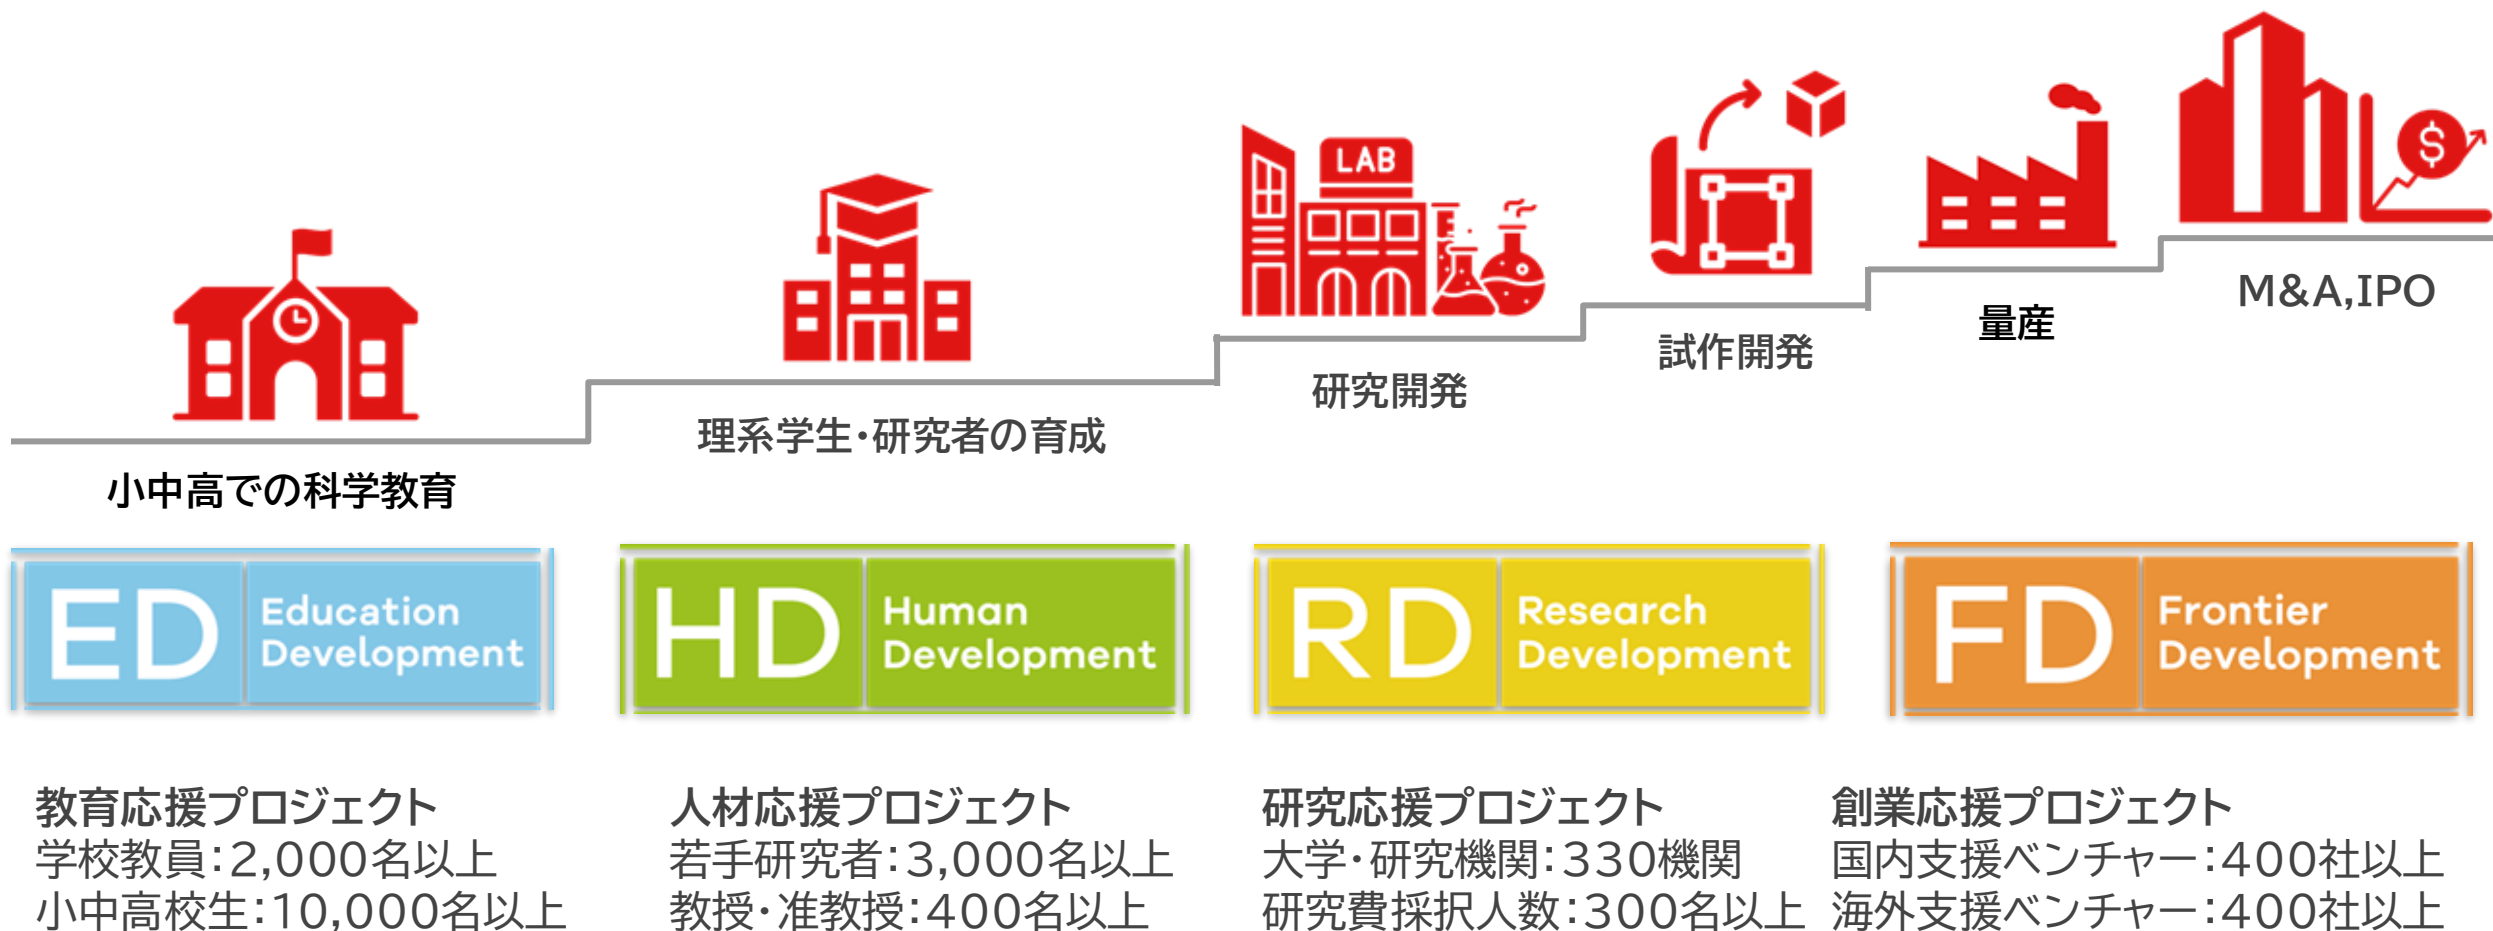 LAB
小中高での科学教育
理系学生・研究者の育成
研究開発
試作開発
量産
M&A,IPO
ED
Education
Development
HD
Human
Development
RD
Research
Development
FD
Frontier
Development
教育応援プロジェクト
学校教員：2,000名以上
小中高校生：10,000名以上
人材応援プロジェクト
若手研究者：3,000名以上
教授・准教授：400名以上
研究応援プロジェクト
大学・研究機関：330機関
研究費採択人数：300名以上
創業応援プロジェクト
国内支援ベンチャー：400社以上
海外支援ベンチャー：400社以上